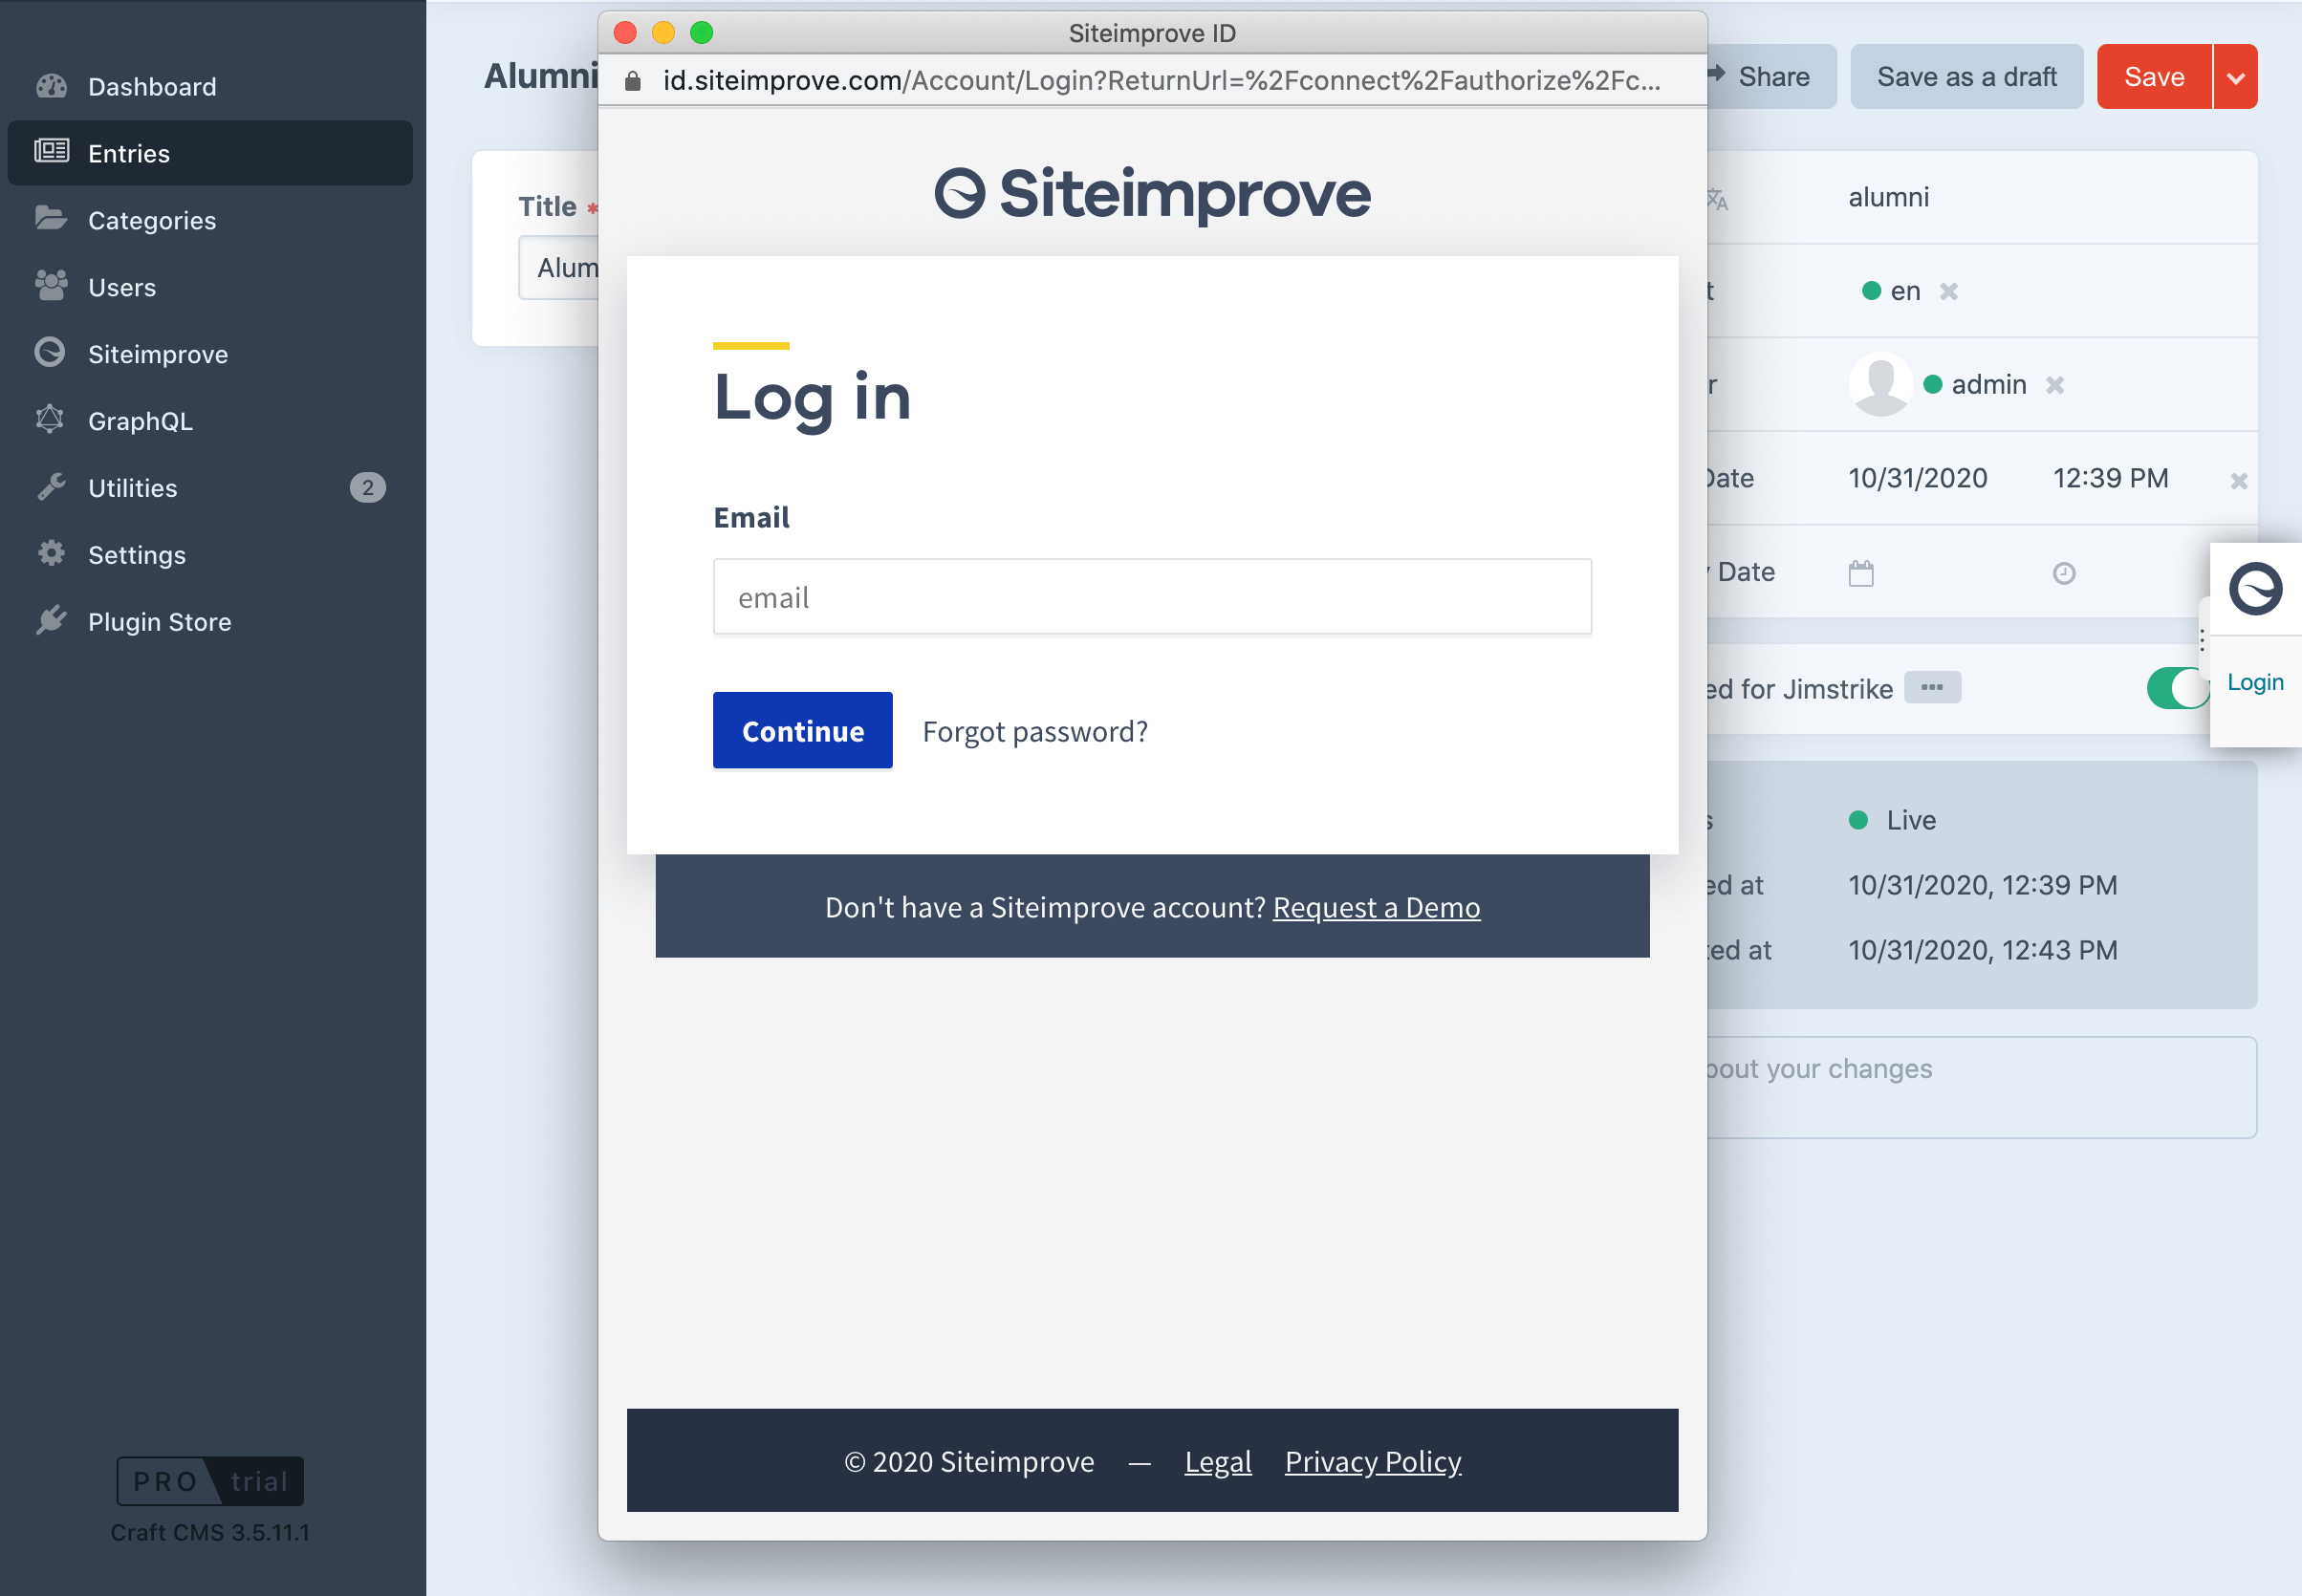 Dashboard
Entries
Categories
Users
Siteimprove
GraphQL
Utilities 2
Settings
Plugin Store
PRO trial
Craft CMS 3.5.11.1
Alumni
Title *
Alum
Siteimprove ID
id.siteimprove.com/Account/Login?ReturnUrl=%2Fconnect%2Fauthorize%2Fc...
Siteimprove
Log in
Email
email
Continue Forgot password?
Don't have a Siteimprove account? Request a Demo
© 2020 Siteimprove — Legal Privacy Policy
Share Save as a draft Save
alumni
en
admin
Date 10/31/2020 12:39 PM
Date
ed for Jimstrike
Login
Live
ed at 10/31/2020, 12:39 PM
ted at 10/31/2020, 12:43 PM
bout your changes